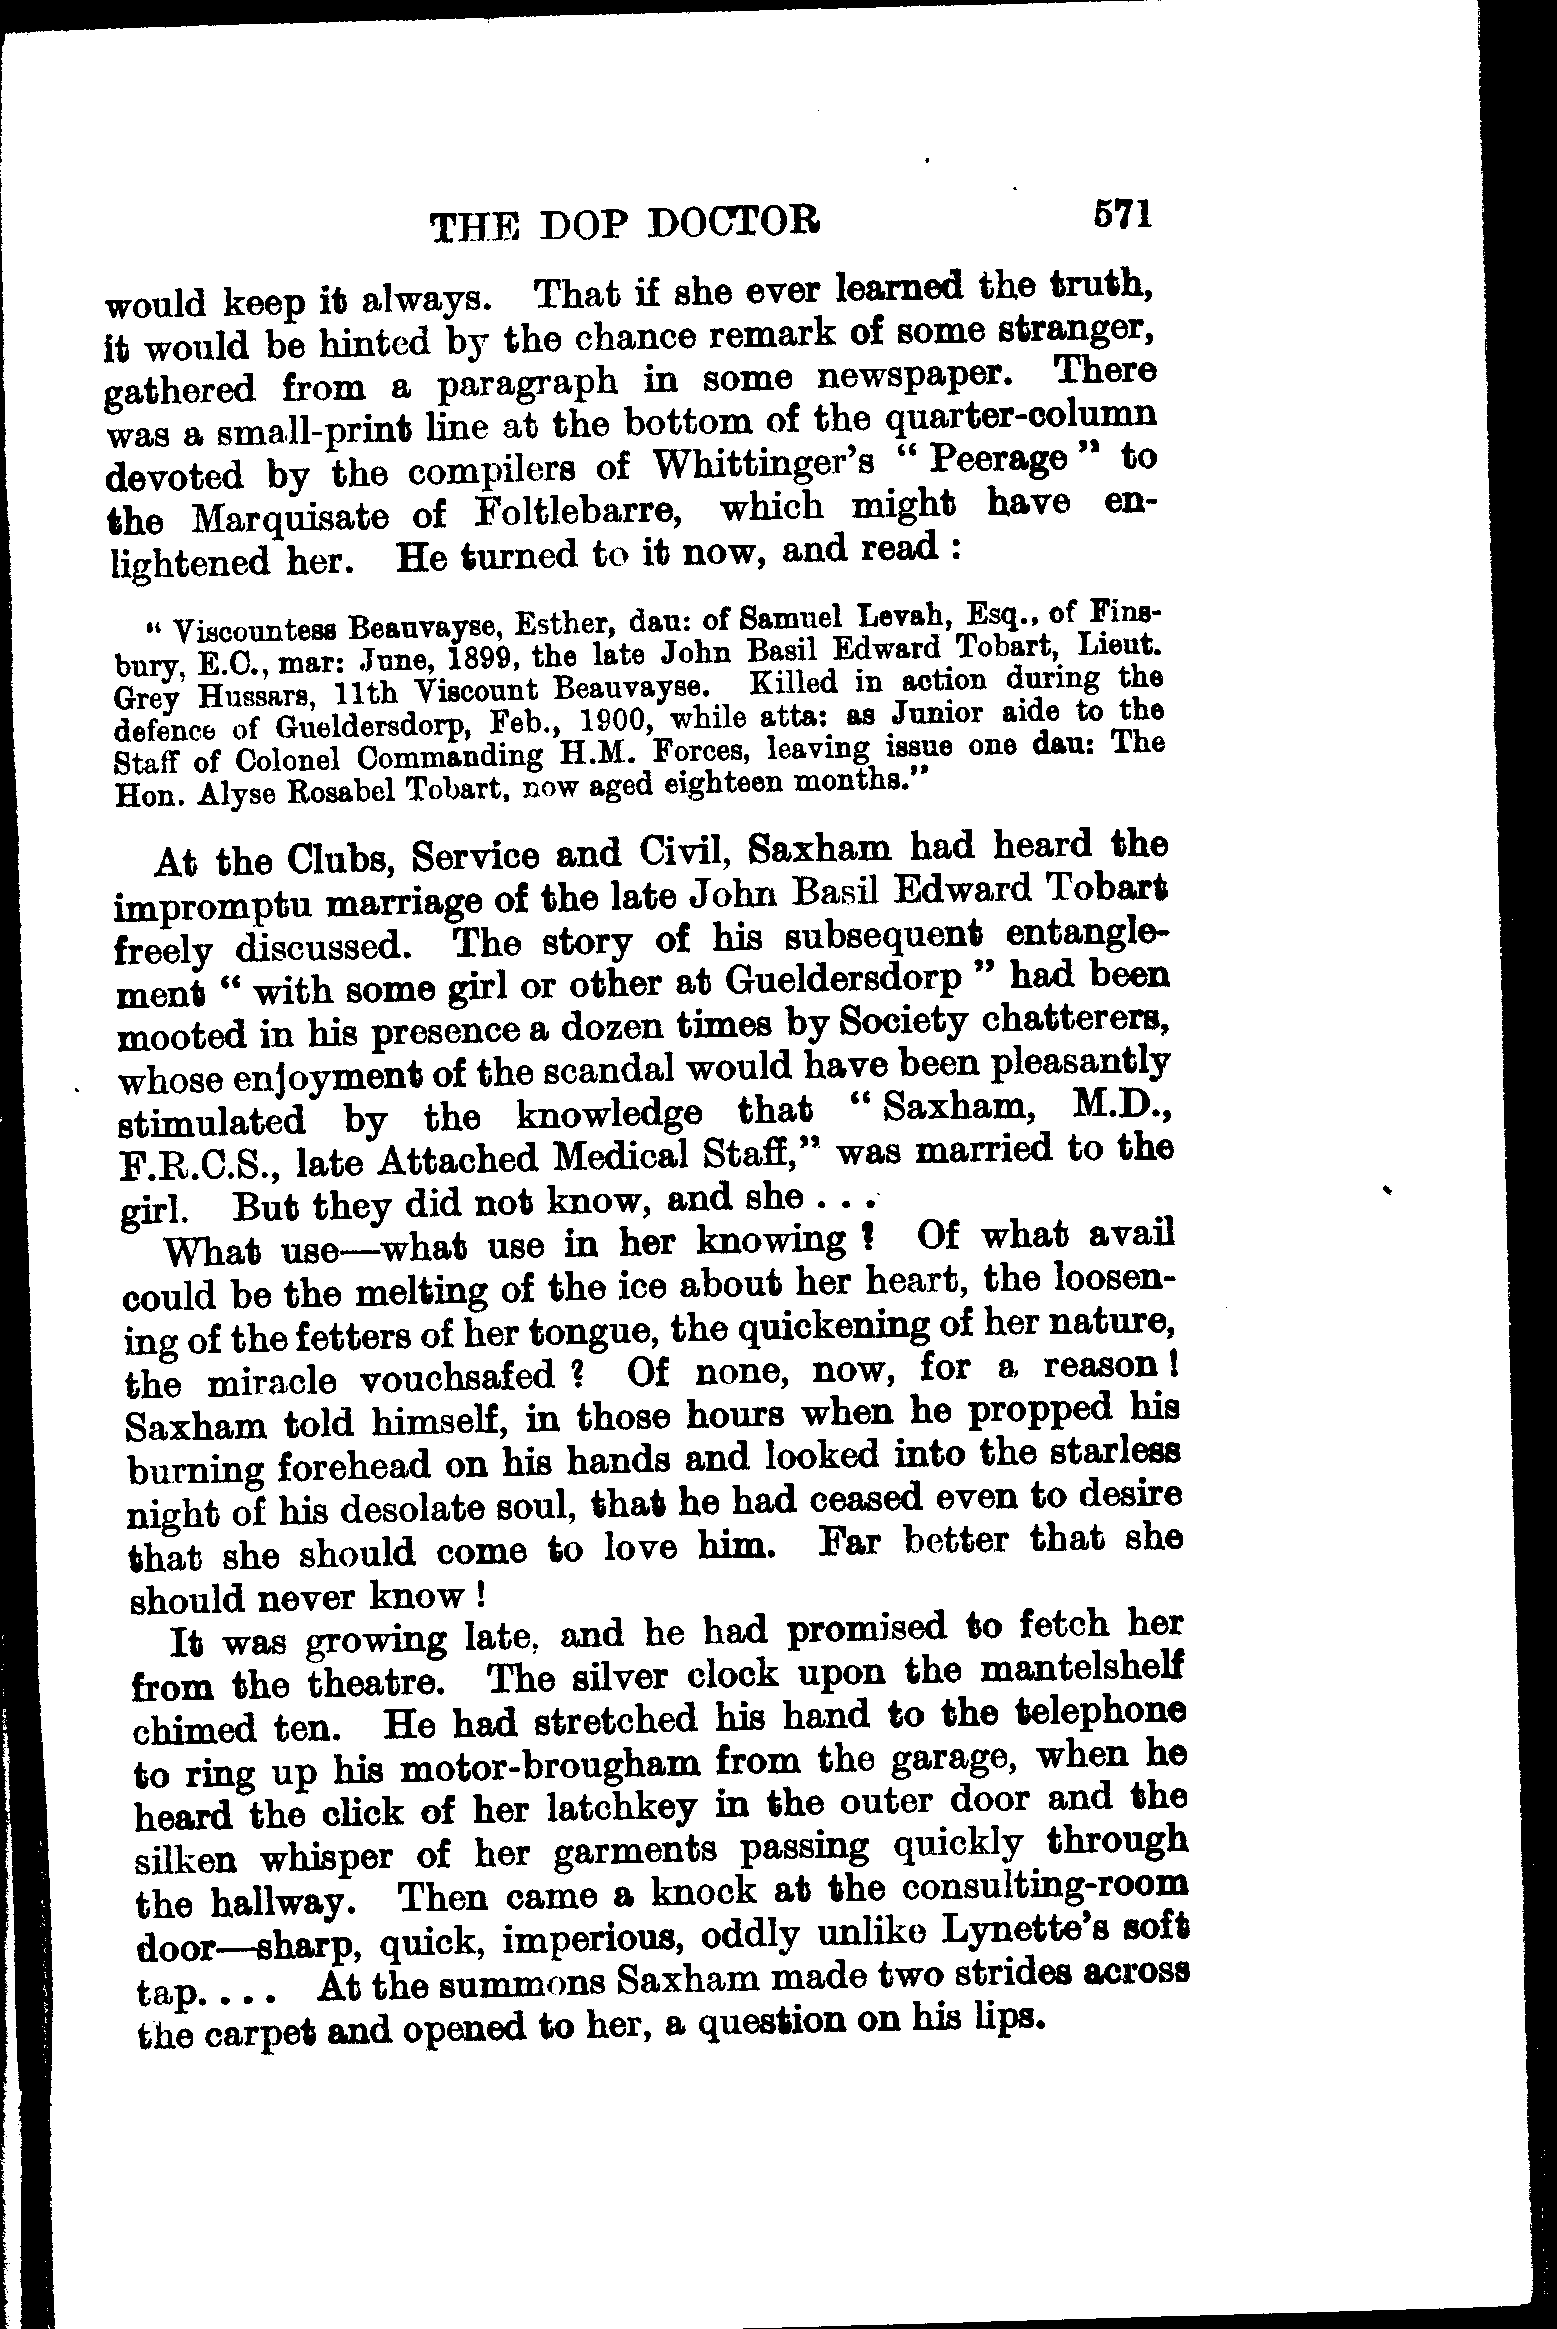 THE DOP DOCTOR 571
would keep it always. That if she ever learned the truth,
it would be hinted by the chance remark of some stranger,
gathered from a paragraph in some newspaper. There
was a small-print line at the bottom of the quarter-column
devoted by the compilers of Whittinger's “ Peerage ” to
the Marquisate of Foltlebarre, which might have en-
lightened her. He turned to it now, and read :
“ Viscountess Beauvayse, Esther, dau: of Samuel Levah, Esq., of Fins-
bury, E.C., mar: June, 1899, the late John Basil Edward Tobart, Lieut.
Grey Hussars, 11th Viscount Beauvayse. Killed in action during the
defence of Gueldersdorp, Feb., 1900, while atta: as Junior aide to the
Staff of Colonel Commanding H.M. Forces, leaving issue one dau: The
Hon. Alyse Rosabel Tobart, now aged eighteen months.”
At the Clubs, Service and Civil, Saxham had heard the
impromptu marriage of the late John Basil Edward Tobart
freely discussed. The story of his subsequent entangle-
ment “ with some girl or other at Gueldersdorp ” had been
mooted in his presence a dozen times by Society chatterers,
whose enjoyment of the scandal would have been pleasantly
stimulated by the knowledge that “ Saxham, M.D.,
F.R.C.S., late Attached Medical Staff,” was married to the
girl. But they did not know, and she . . .
What use—what use in her knowing ? Of what avail
could be the melting of the ice about her heart, the loosen-
ing of the fetters of her tongue, the quickening of her nature,
the miracle vouchsafed ? Of none, now, for a reason !
Saxham told himself, in those hours when he propped his
burning forehead on his hands and looked into the starless
night of his desolate soul, that he had ceased even to desire
that she should come to love him. Far better that she
should never know !
It was growing late, and he had promised to fetch her
from the theatre. The silver clock upon the mantelshelf
chimed ten. He had stretched his hand to the telephone
to ring up his motor-brougham from the garage, when he
heard the click of her latchkey in the outer door and the
silken whisper of her garments passing quickly through
the hallway. Then came a knock at the consulting-room
door—sharp, quick, imperious, oddly unlike Lynette's soft
tap. . . . At the summons Saxham made two strides across
the carpet and opened to her, a question on his lips.